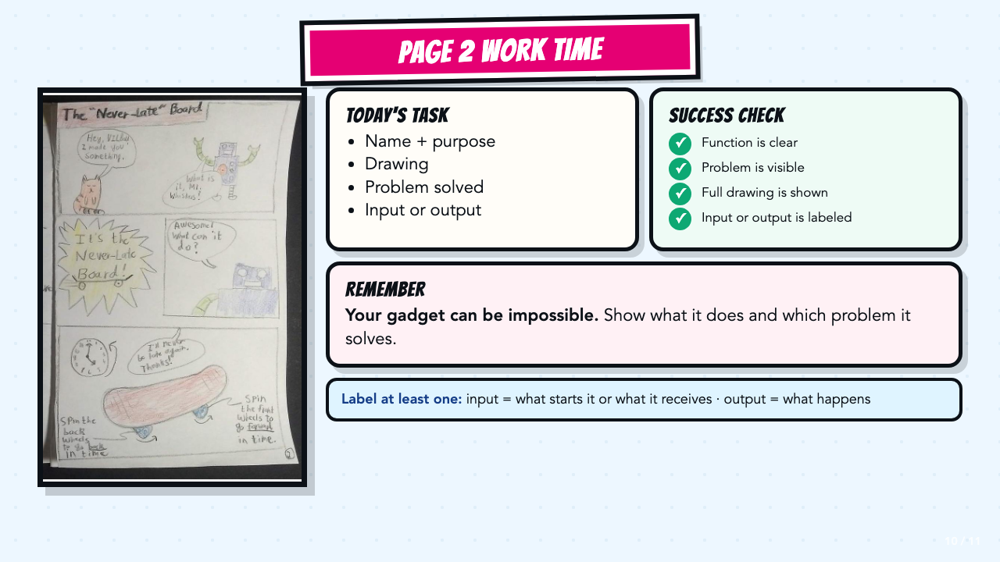 PAGE 2 WORK TIME
The "Never-Late" Board
Hey,
I made you
something.
What is
it, Mr.
Whiskers?
It's the
Never-Late
Board!
Awesome!
What can it
do?
I'll never
be late again.
Thanks!
Spin the
back
wheels
to go back
in time
Spin
the front
wheels to
go forward
in time.
2
TODAY'S TASK
• Name + purpose
• Drawing
• Problem solved
• Input or output
SUCCESS CHECK
Function is clear
Problem is visible
Full drawing is shown
Input or output is labeled
REMEMBER
Your gadget can be impossible. Show what it does and which problem it
solves.
Label at least one: input = what starts it or what it receives · output = what happens
10 / 11